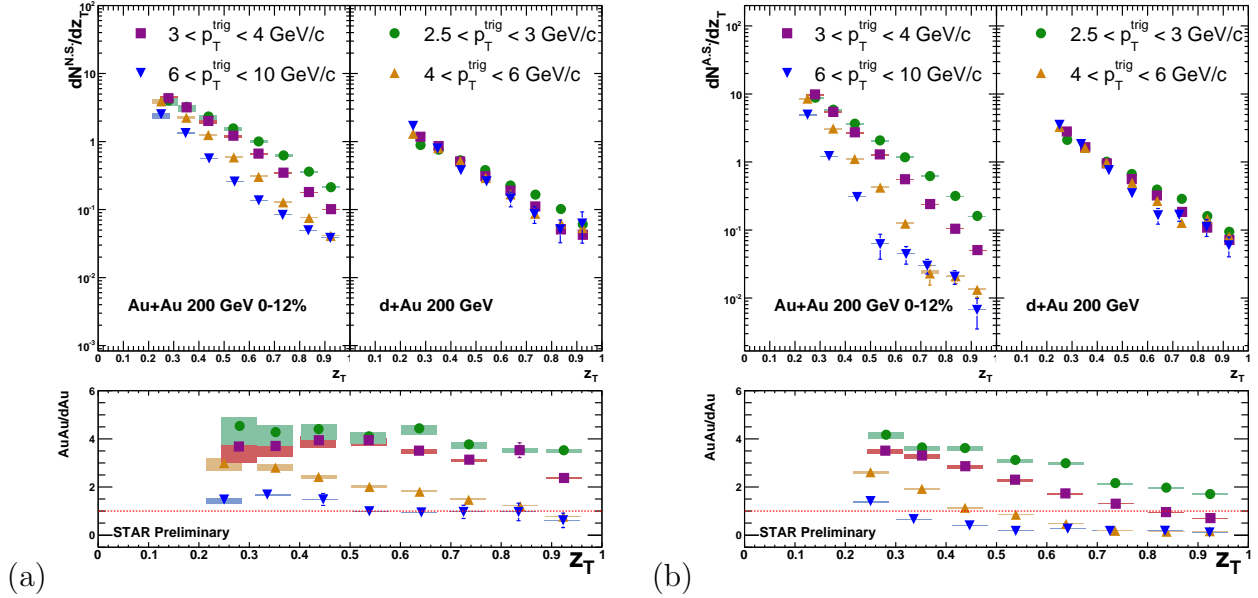 dN^{N.S}/dz_T
10^2
10
1
10^{-1}
10^{-2}
10^{-3}
3 < p_T^{trig} < 4 GeV/c
6 < p_T^{trig} < 10 GeV/c
2.5 < p_T^{trig} < 3 GeV/c
4 < p_T^{trig} < 6 GeV/c
Au+Au 200 GeV 0-12%
d+Au 200 GeV
0 0.1 0.2 0.3 0.4 0.5 0.6 0.7 0.8 0.9 1
0.1 0.2 0.3 0.4 0.5 0.6 0.7 0.8 0.9 1
z_T
z_T
AuAu/dAu
6
4
2
0
STAR Preliminary
0 0.1 0.2 0.3 0.4 0.5 0.6 0.7 0.8 0.9 1
z_T
(a)
dN^{A.S}/dz_T
10^2
10
1
10^{-1}
10^{-2}
3 < p_T^{trig} < 4 GeV/c
6 < p_T^{trig} < 10 GeV/c
2.5 < p_T^{trig} < 3 GeV/c
4 < p_T^{trig} < 6 GeV/c
Au+Au 200 GeV 0-12%
d+Au 200 GeV
0 0.1 0.2 0.3 0.4 0.5 0.6 0.7 0.8 0.9 1
0.1 0.2 0.3 0.4 0.5 0.6 0.7 0.8 0.9 1
z_T
z_T
AuAu/dAu
6
4
2
0
STAR Preliminary
0 0.1 0.2 0.3 0.4 0.5 0.6 0.7 0.8 0.9 1
z_T
(b)